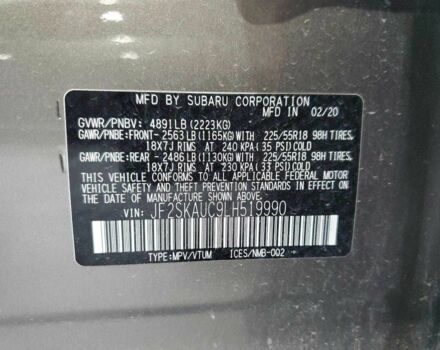 MFD BY SUBARU CORPORATION
MFD IN 02/20
GVWR/PNBV: 4891LB(2223KG)
GAWR/PNBE:FRONT-2563LB(1165KG)WITH 225/55R18 98H TIRES,
18X7J RIMS AT 240 KPA(35 PSI)COLD
GAWR/PNBE:REAR -2486LB(1130KG)WITH 225/55R18 98H TIRES,
18X7J RIMS AT 230 KPA(33 PSI)COLD
THIS VEHICLE CONFORMS TO ALL APPLICABLE FEDERAL MOTOR
VEHICLE SAFETY AND THEFT PREVENTION STANDARDS IN EFFECT ON
THE DATE OF MANUFACTURE SHOWN ABOVE.
VIN: JF2SKAUC9LH519990
TYPE:MPV/VTUM ICES/NMB-002